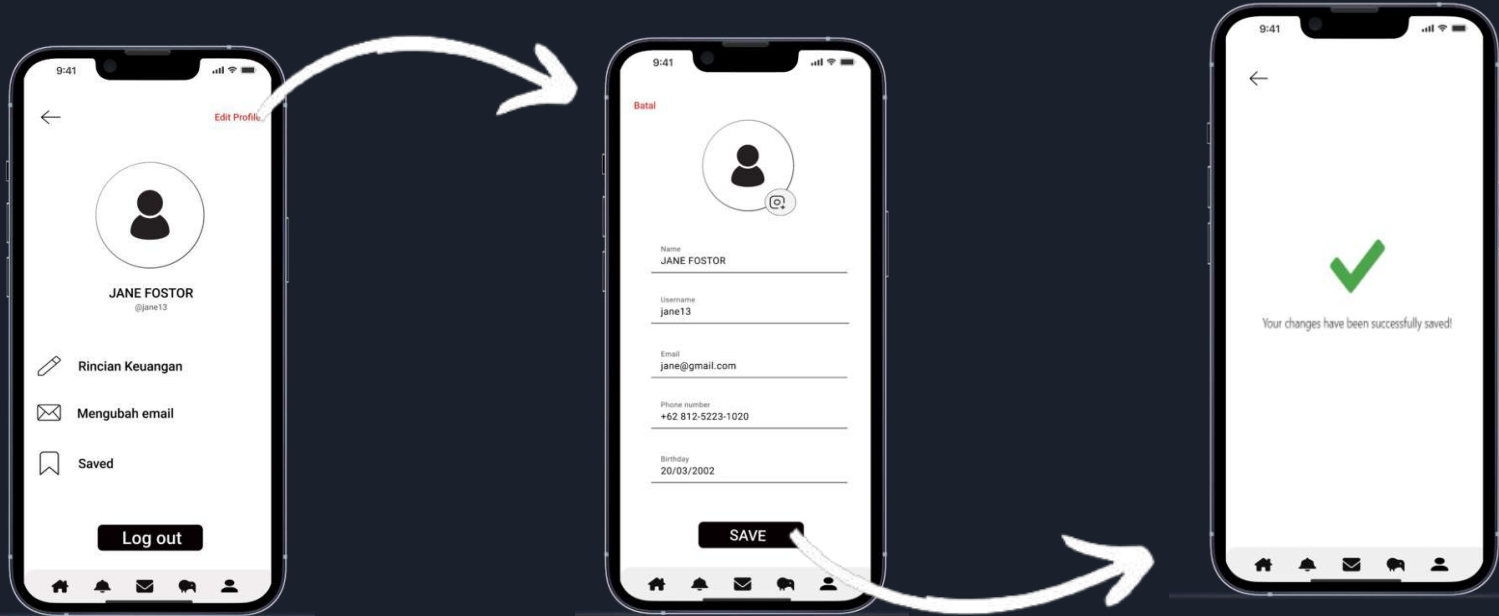 9:41
Edit Profile
JANE FOSTOR
@jane13
Rincian Keuangan
Mengubah email
Saved
Log out
9:41
Batal
Name
JANE FOSTOR
Username
jane13
Email
jane@gmail.com
Phone number
+62 812-5223-1020
Birthday
20/03/2002
SAVE
9:41
Your changes have been successfully saved!